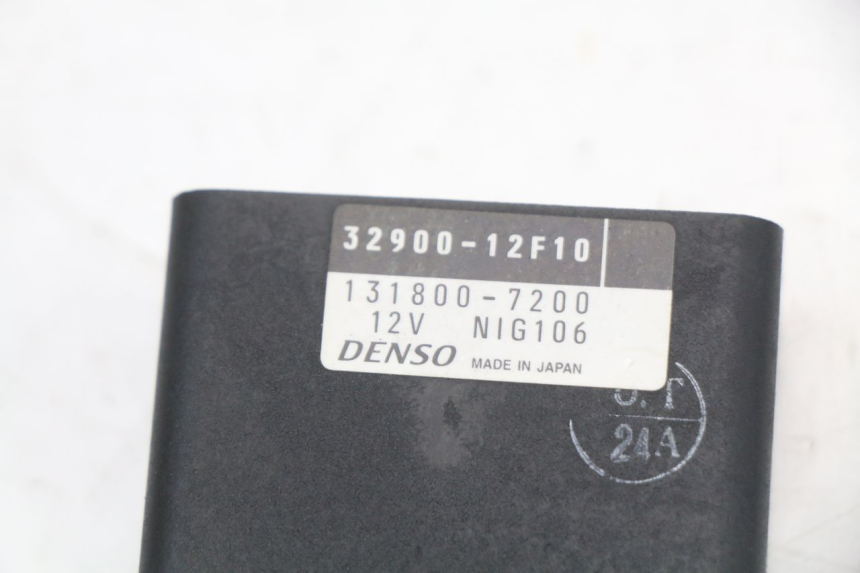 32900-12F10
131800-7200
12V NIG106
DENSO MADE IN JAPAN
24A